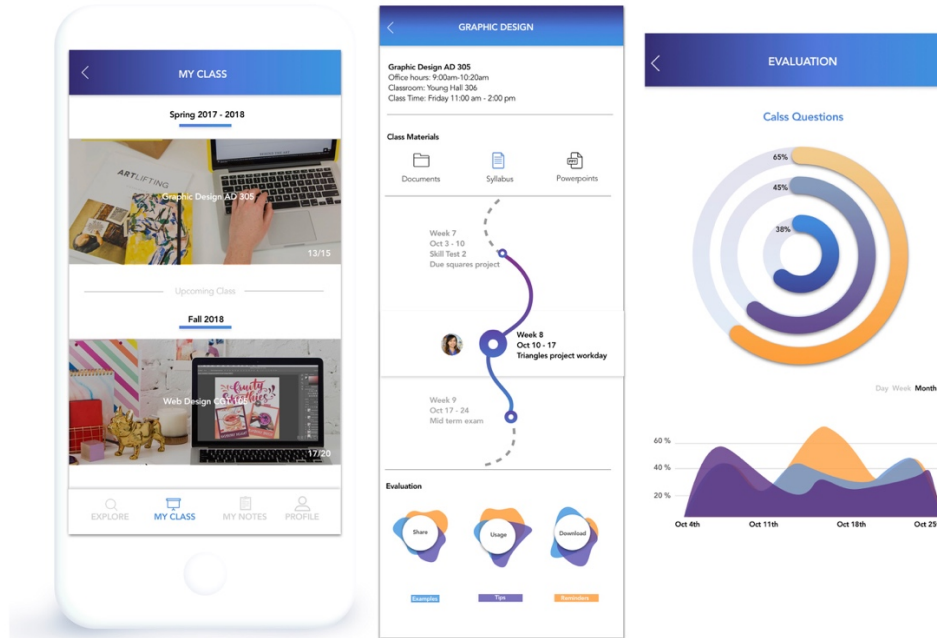 MY CLASS
Spring 2017 - 2018
ARTLIFTING
Graphic Design AD 305
13/15
Upcoming Class
Fall 2018
Fruity
Smoothies
17/20
Web Design
EXPLORE
MY CLASS
MY NOTES
PROFILE
GRAPHIC DESIGN
Graphic Design AD 305
Office hours: 9:00am-10:20am
Classroom: Young Hall 306
Class Time: Friday 11:00 am - 2:00 pm
Class Materials
Documents
Syllabus
PPT
Powerpoints
Week 7
Oct 3 - 10
Skill Test 2
Due squares project
Week 8
Oct 10 - 17
Triangles project workday
Week 9
Oct 17 - 24
Mid term exam
Evaluation
Share
Usage
Download
Examples
Tips
Reminders
EVALUATION
Calss Questions
65%
45%
38%
Day Week Month
60 %
40 %
20 %
Oct 4th
Oct 11th
Oct 18th
Oct 25t